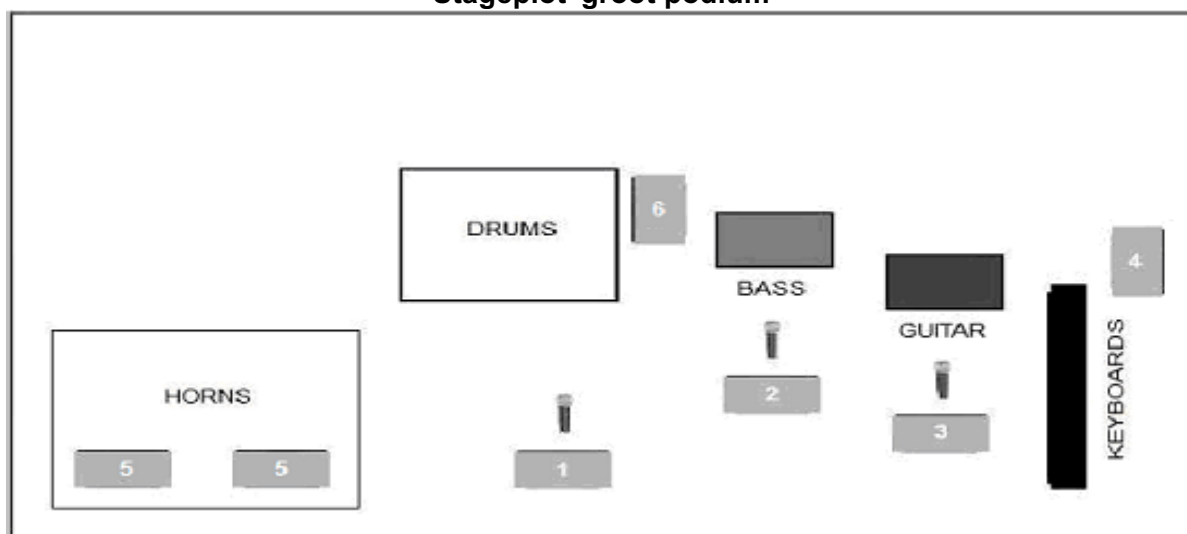 Stageplot groot podium
6
DRUMS
4
BASS
GUITAR
KEYBOARDS
HORNS
2
3
5
5
1